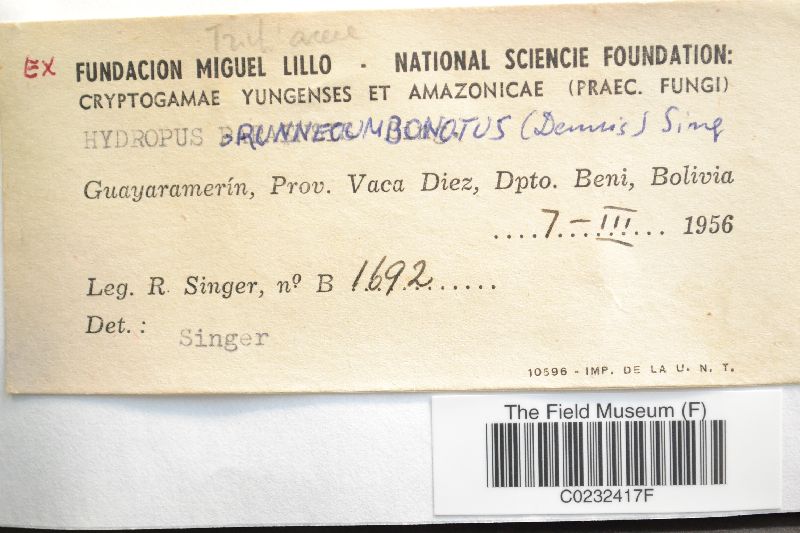 EX FUNDACION MIGUEL LILLO - NATIONAL SCIENCIE FOUNDATION:
CRYPTOGAMAE YUNGENSES ET AMAZONICAE (PRAEC. FUNGI)
HYDROPUS BRUNNEOUMBONATUS (Dennis) Sing
Guayaramerín, Prov. Vaca Diez, Dpto. Beni, Bolivia
....7-III... 1956
Leg. R. Singer, nº B 1692
Det.: Singer
10596 - IMP. DE LA U. N. T.
The Field Museum (F)
C0232417F